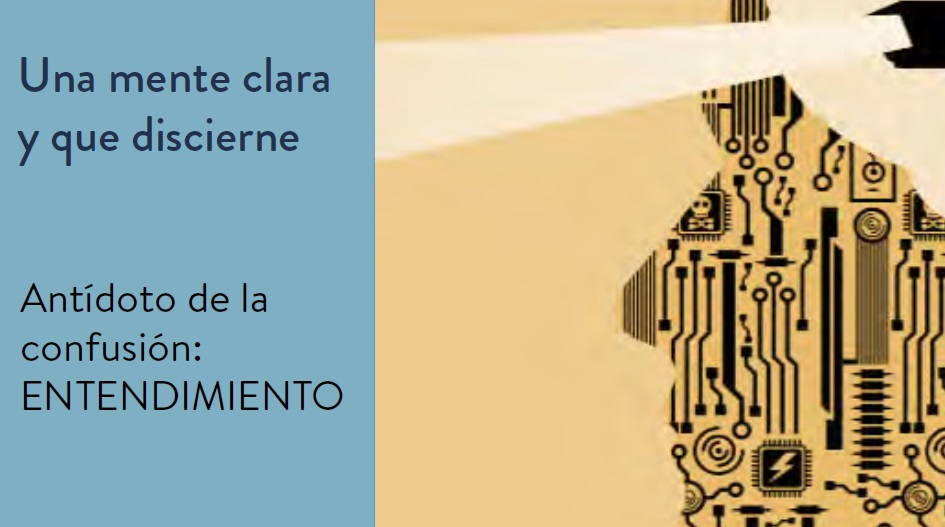 Una mente clara
y que discierne
Antídoto de la
confusión:
ENTENDIMIENTO